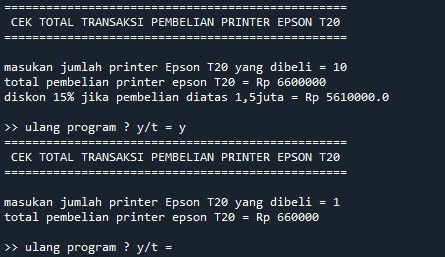 ==================================================
CEK TOTAL TRANSAKSI PEMBELIAN PRINTER EPSON T20
==================================================
masukan jumlah printer Epson T20 yang dibeli = 10
total pembelian printer epson T20 = Rp 6600000
diskon 15% jika pembelian diatas 1,5juta = Rp 5610000.0
>> ulang program ? y/t = y
==================================================
CEK TOTAL TRANSAKSI PEMBELIAN PRINTER EPSON T20
==================================================
masukan jumlah printer Epson T20 yang dibeli = 1
total pembelian printer epson T20 = Rp 660000
>> ulang program ? y/t =